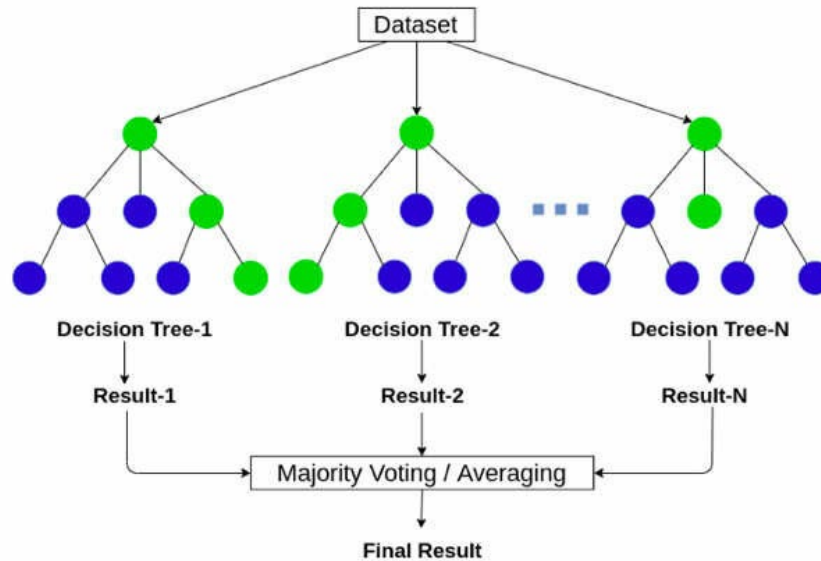 Dataset
Decision Tree-1
Decision Tree-2
Decision Tree-N
Result-1
Result-2
Result-N
Majority Voting / Averaging
Final Result